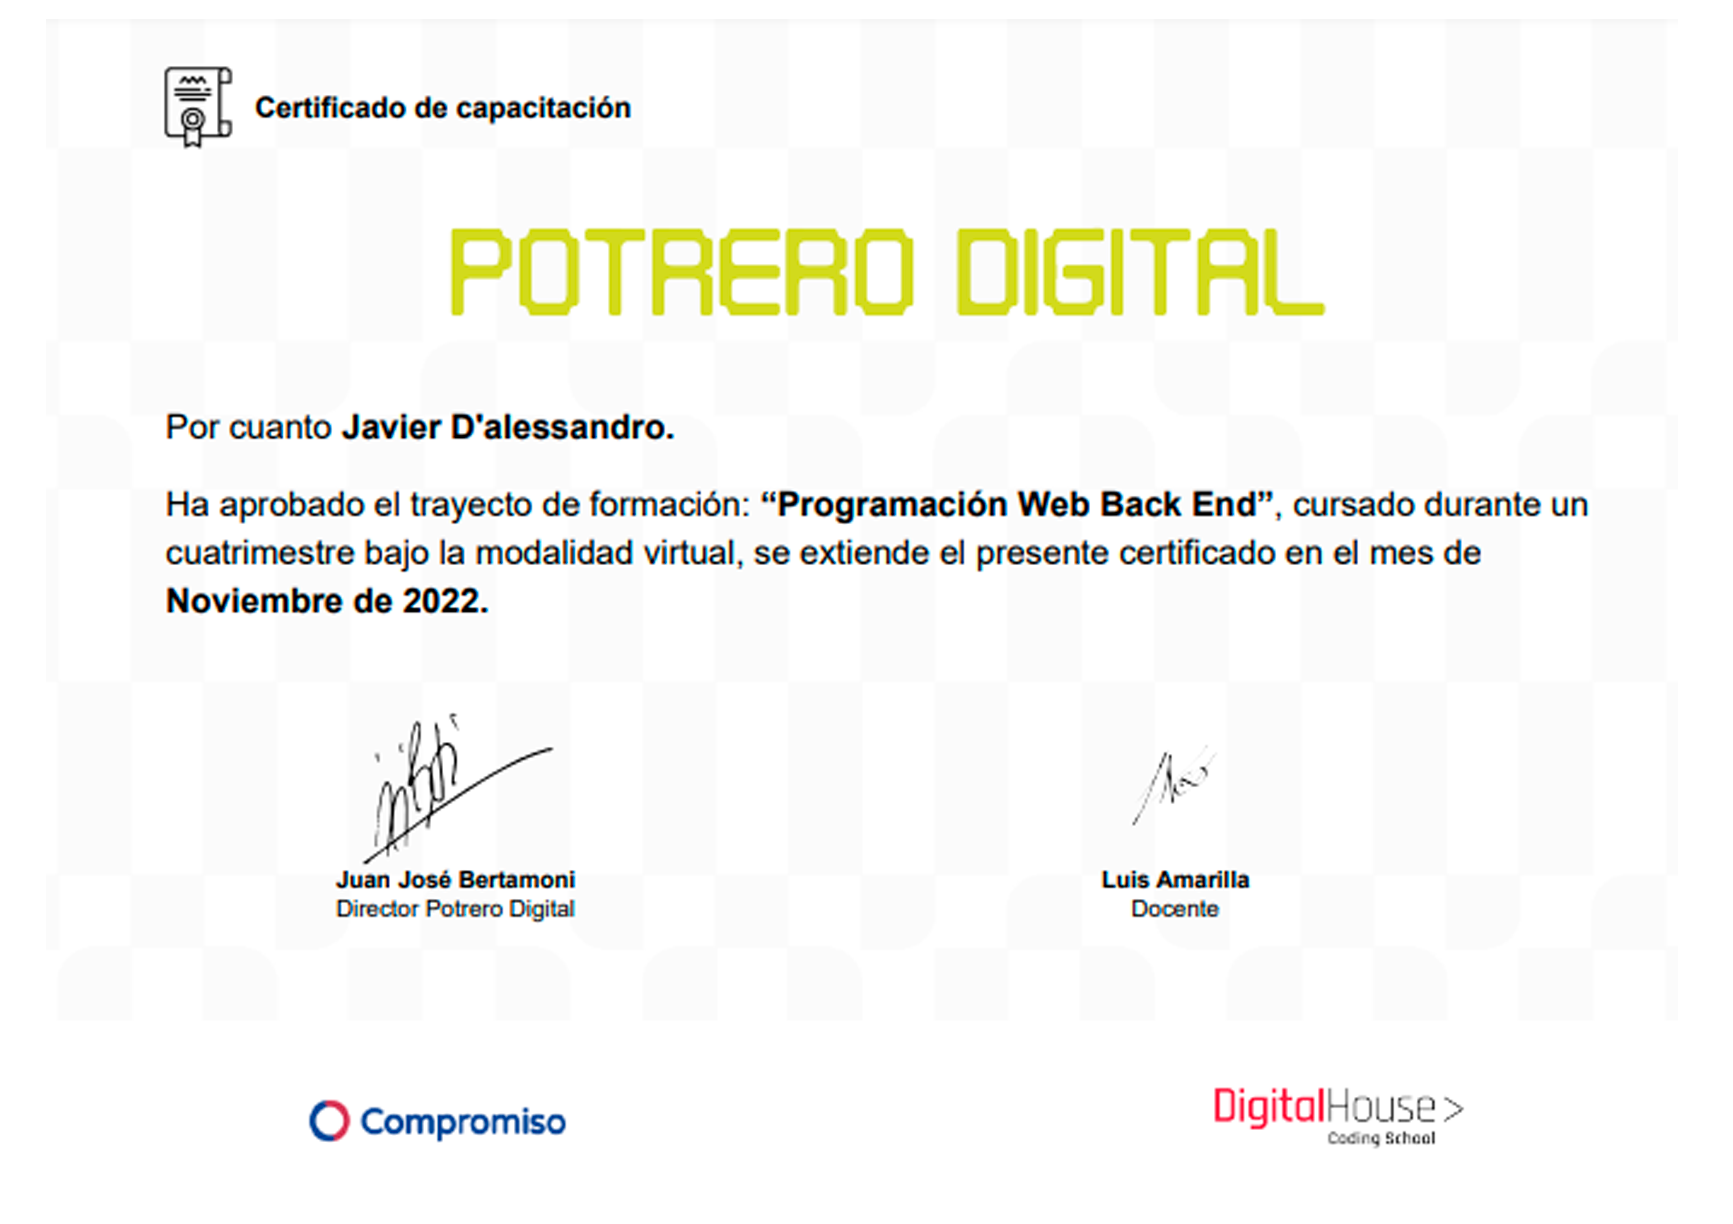 Certificado de capacitación
POTRERO DIGITAL
Por cuanto Javier D'alessandro.
Ha aprobado el trayecto de formación: “Programación Web Back End”, cursado durante un
cuatrimestre bajo la modalidad virtual, se extiende el presente certificado en el mes de
Noviembre de 2022.
Juan José Bertamoni
Director Potrero Digital
Luis Amarilla
Docente
Compromiso
DigitalHouse>
Coding School